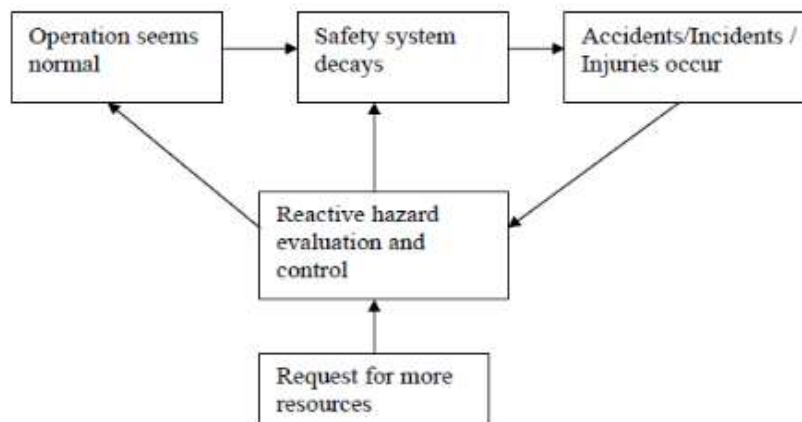 Operation seems
normal
Safety system
decays
Accidents/Incidents /
Injuries occur
Reactive hazard
evaluation and
control
Request for more
resources